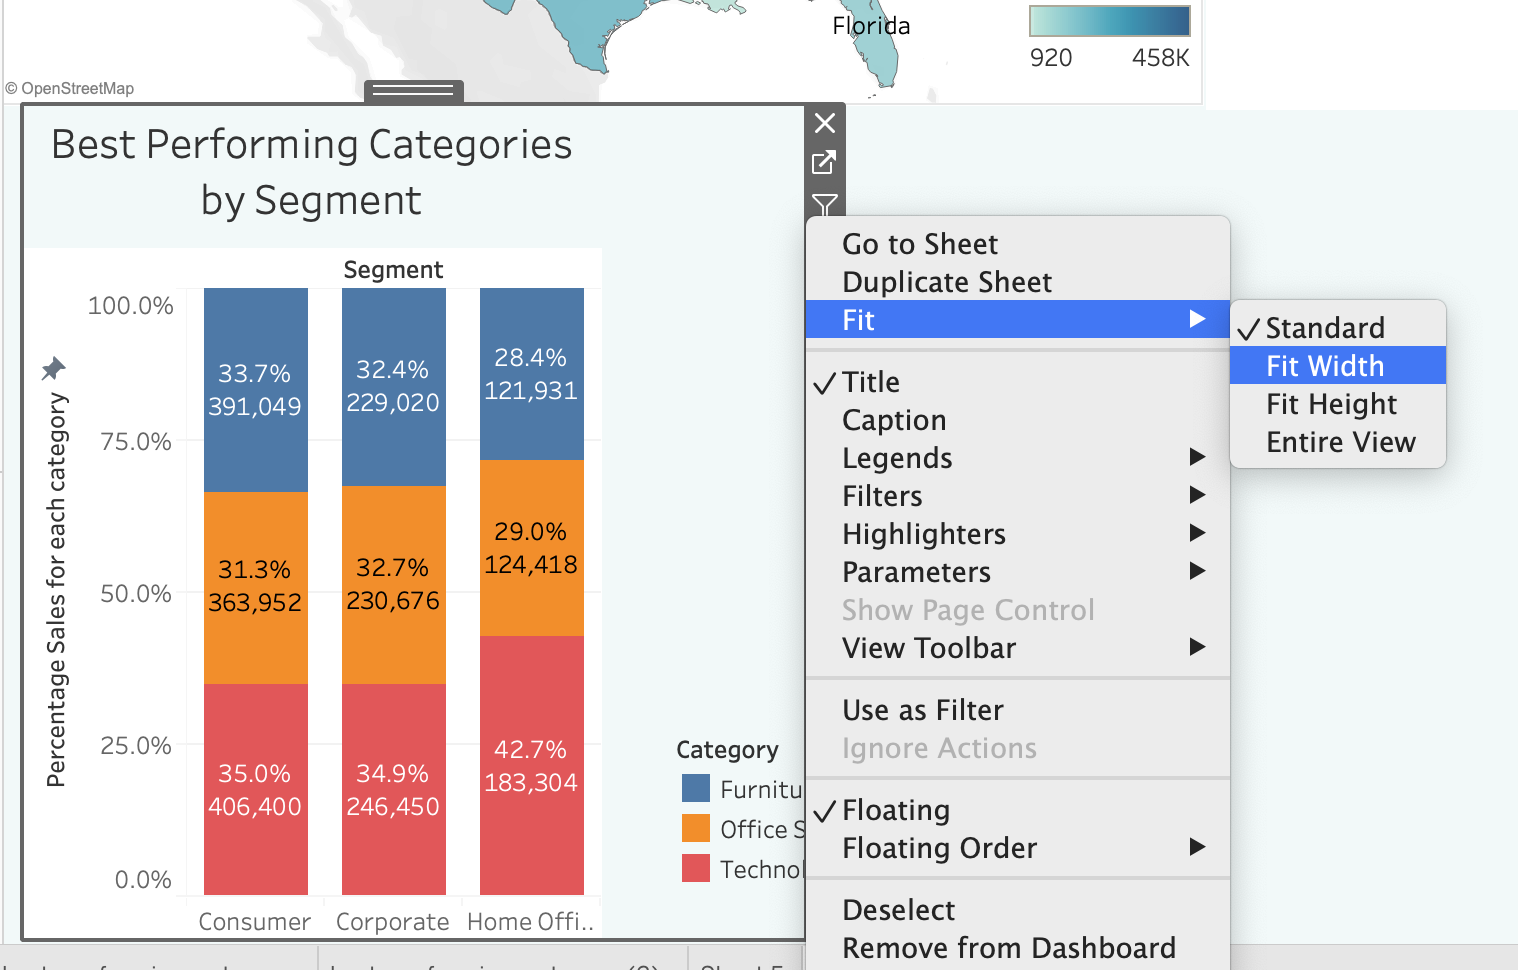 Florida
920 458K
© OpenStreetMap
Best Performing Categories
by Segment
Segment
100.0%
75.0%
50.0%
25.0%
0.0%
Percentage Sales for each category
33.7%
391,049
32.4%
229,020
28.4%
121,931
31.3%
363,952
32.7%
230,676
29.0%
124,418
35.0%
406,400
34.9%
246,450
42.7%
183,304
Consumer Corporate Home Offi..
Category
Furnitu
Office S
Technol
Go to Sheet
Duplicate Sheet
Fit
Standard
Fit Width
Fit Height
Entire View
Title
Caption
Legends
Filters
Highlighters
Parameters
Show Page Control
View Toolbar
Use as Filter
Ignore Actions
Floating
Floating Order
Deselect
Remove from Dashboard